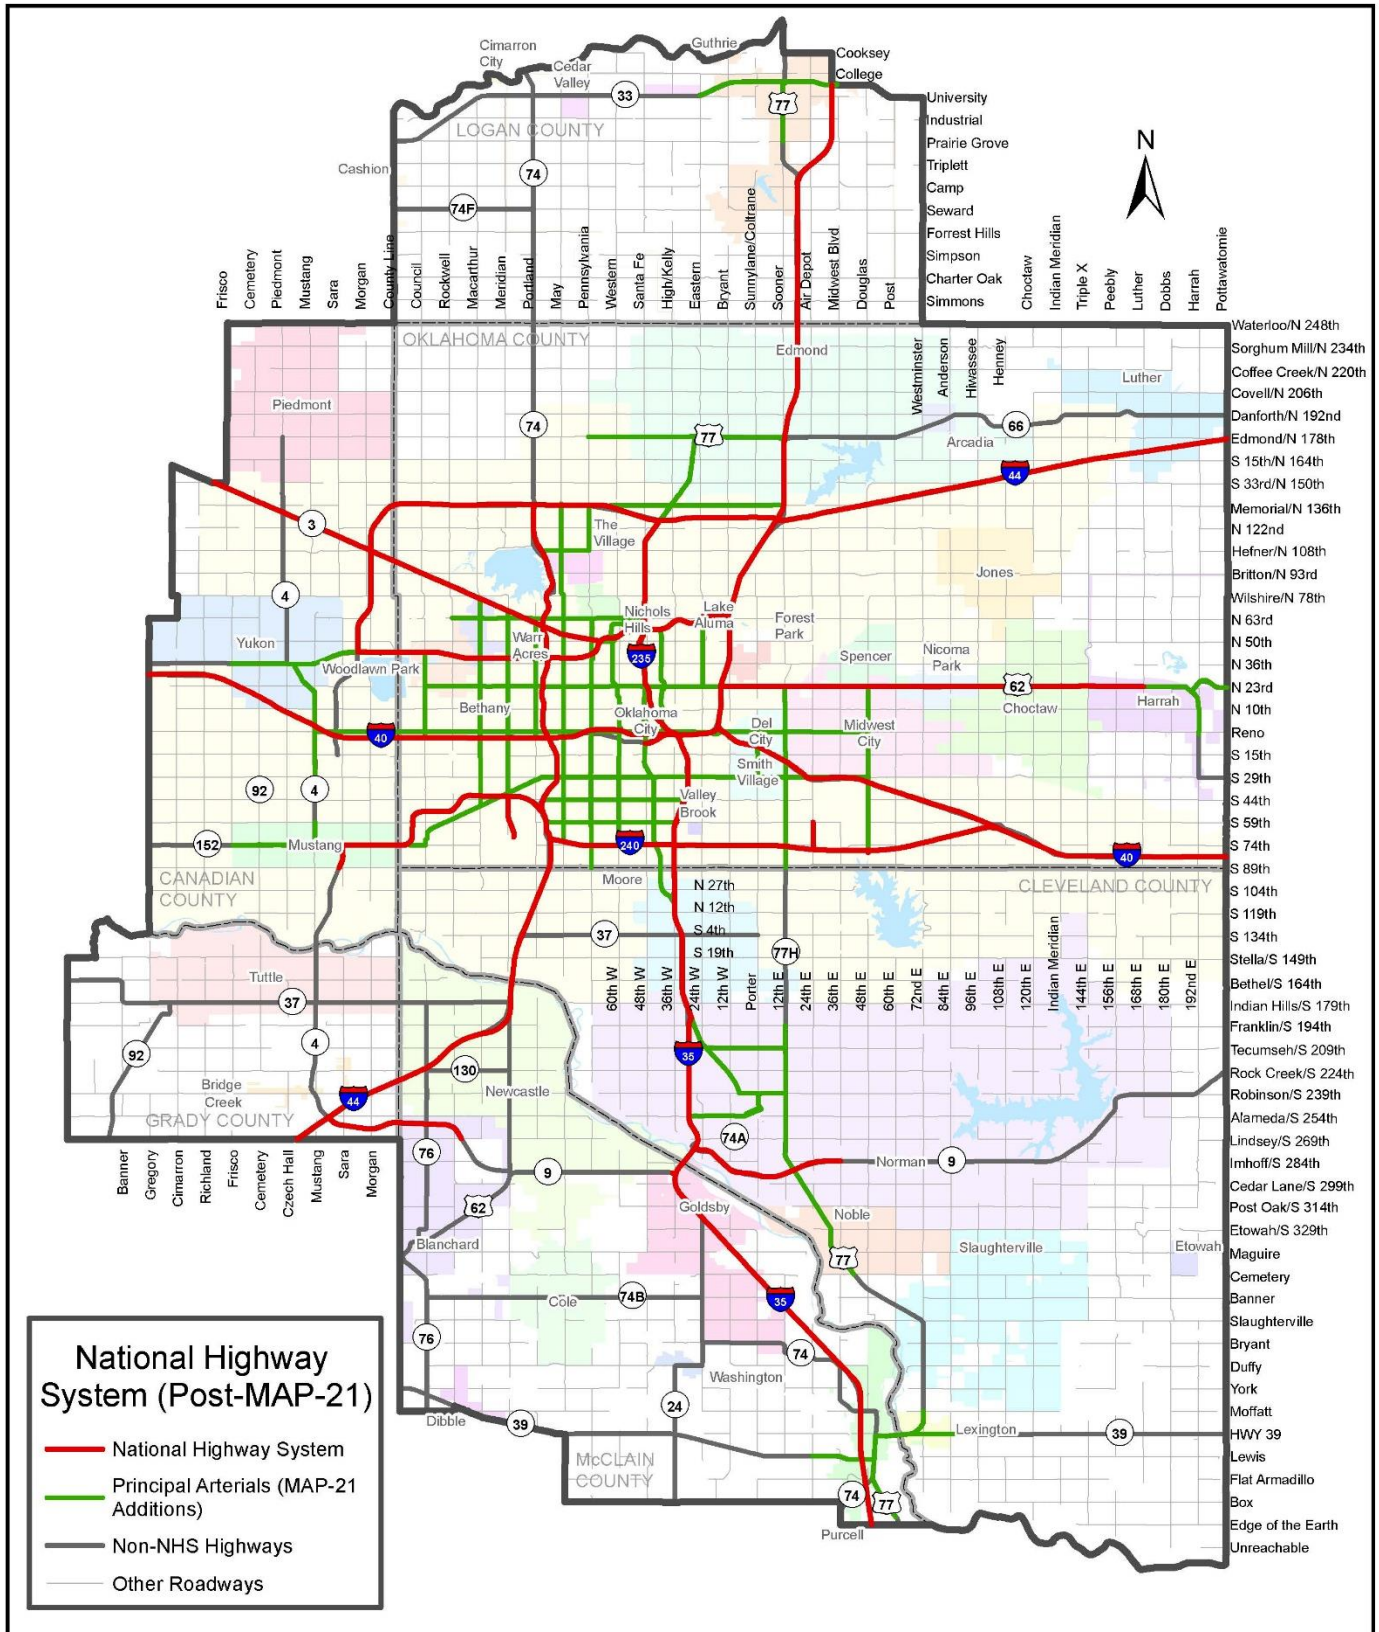 Guthrie
Cimarron
City
Cooksey
Cedar
Valley
College
33
77
University
LOGAN COUNTY
Industrial
Prairie Grove
N
Cashion
74
Triplett
Camp
74F
Seward
Forrest Hills
Simpson
Charter Oak
Simmons
Frisco
Cemetery
Piedmont
Mustang
Sara
Morgan
County Line
Council
Rockwell
Macarthur
Meridian
Portland
May
Pennsylvania
Western
Santa Fe
High/Kelly
Eastern
Bryant
Sunnylane/Coltrane
Sooner
Air Depot
Midwest Blvd
Douglas
Post
Westminster
Anderson
Hiwassee
Henney
Choctaw
Indian Meridian
Triple X
Peebly
Luther
Dobbs
Harrah
Pottawatomie
OKLAHOMA COUNTY
Edmond
Luther
Piedmont
74
77
66
Arcadia
44
3
The
Village
4
Jones
Yukon
Nichols
Hills
Lake
Aluma
Forest
Park
Warr
Acres
235
Spencer
Nicoma
Park
Woodlawn Park
62
Choctaw
Harrah
Bethany
Oklahoma
City
Del
City
Midwest
City
40
Smith
Village
92
4
Valley
Brook
152
Mustang
240
40
CANADIAN
COUNTY
Moore
CLEVELAND COUNTY
Waterloo/N 248th
Sorghum Mill/N 234th
Coffee Creek/N 220th
Covell/N 206th
Danforth/N 192nd
Edmond/N 178th
S 15th/N 164th
S 33rd/N 150th
Memorial/N 136th
N 122nd
Hefner/N 108th
Britton/N 93rd
Wilshire/N 78th
N 63rd
N 50th
N 36th
N 23rd
N 10th
Reno
S 15th
S 29th
S 44th
S 59th
S 74th
S 89th
S 104th
S 119th
S 134th
Stella/S 149th
Bethel/S 164th
Indian Hills/S 179th
Franklin/S 194th
Tecumseh/S 209th
Rock Creek/S 224th
Robinson/S 239th
Alameda/S 254th
Lindsey/S 269th
Imhoff/S 284th
Cedar Lane/S 299th
Post Oak/S 314th
Etowah/S 329th
Maguire
Cemetery
Banner
Slaughterville
Bryant
Duffy
York
Moffatt
HWY 39
Lewis
Flat Armadillo
Box
Edge of the Earth
Unreachable
N 27th
N 12th
S 4th
S 19th
37
77H
60th W
48th W
36th W
24th W
12th W
Porter
12th E
24th E
36th E
48th E
60th E
72nd E
84th E
96th E
108th E
120th E
Indian Meridian
144th E
156th E
168th E
180th E
192nd E
Tuttle
37
4
92
35
130
Bridge
Creek
44
Newcastle
GRADY COUNTY
74A
76
9
Norman
9
Banner
Gregory
Cimarron
Richland
Frisco
Cemetery
Czech Hall
Mustang
Sara
Morgan
62
Goldsby
Noble
Blanchard
77
Slaughterville
Etowah
Cole
74B
35
76
74
Washington
24
Dibble
39
Lexington
39
McCLAIN
COUNTY
74
77
Purcell
National Highway
System (Post-MAP-21)
National Highway System
Principal Arterials (MAP-21
Additions)
Non-NHS Highways
Other Roadways